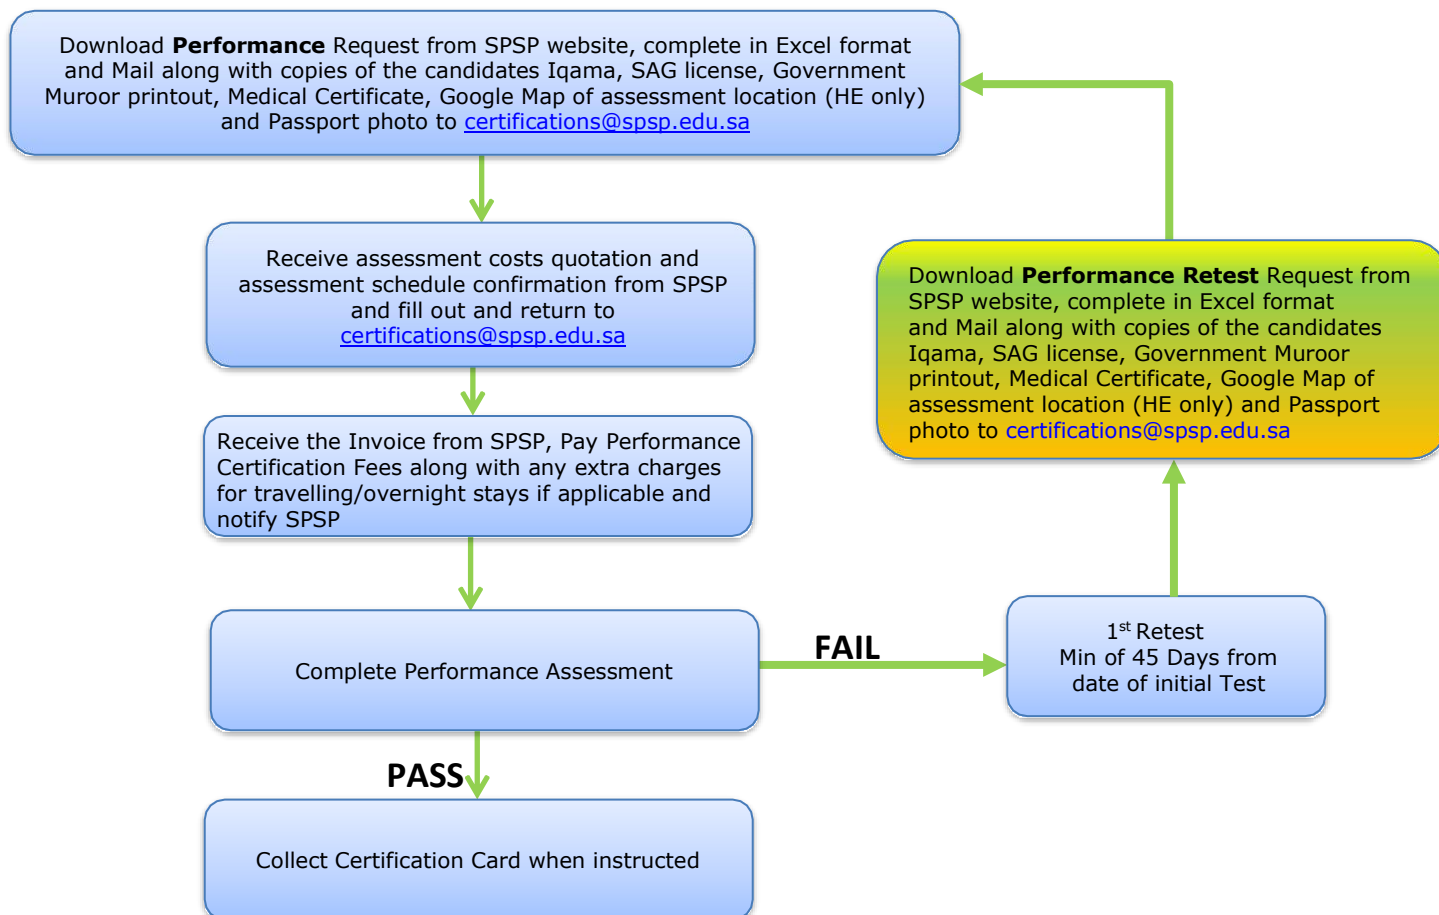 Download Performance Request from SPSP website, complete in Excel format
and Mail along with copies of the candidates Iqama, SAG license, Government
Muroor printout, Medical Certificate, Google Map of assessment location (HE only)
and Passport photo to certifications@spsp.edu.sa
Receive assessment costs quotation and
assessment schedule confirmation from SPSP
and fill out and return to
certifications@spsp.edu.sa
Receive the Invoice from SPSP, Pay Performance
Certification Fees along with any extra charges
for travelling/overnight stays if applicable and
notify SPSP
Complete Performance Assessment
PASS
Collect Certification Card when instructed
FAIL
1st Retest
Min of 45 Days from
date of initial Test
Download Performance Retest Request from
SPSP website, complete in Excel format
and Mail along with copies of the candidates
Iqama, SAG license, Government Muroor
printout, Medical Certificate, Google Map of
assessment location (HE only) and Passport
photo to certifications@spsp.edu.sa